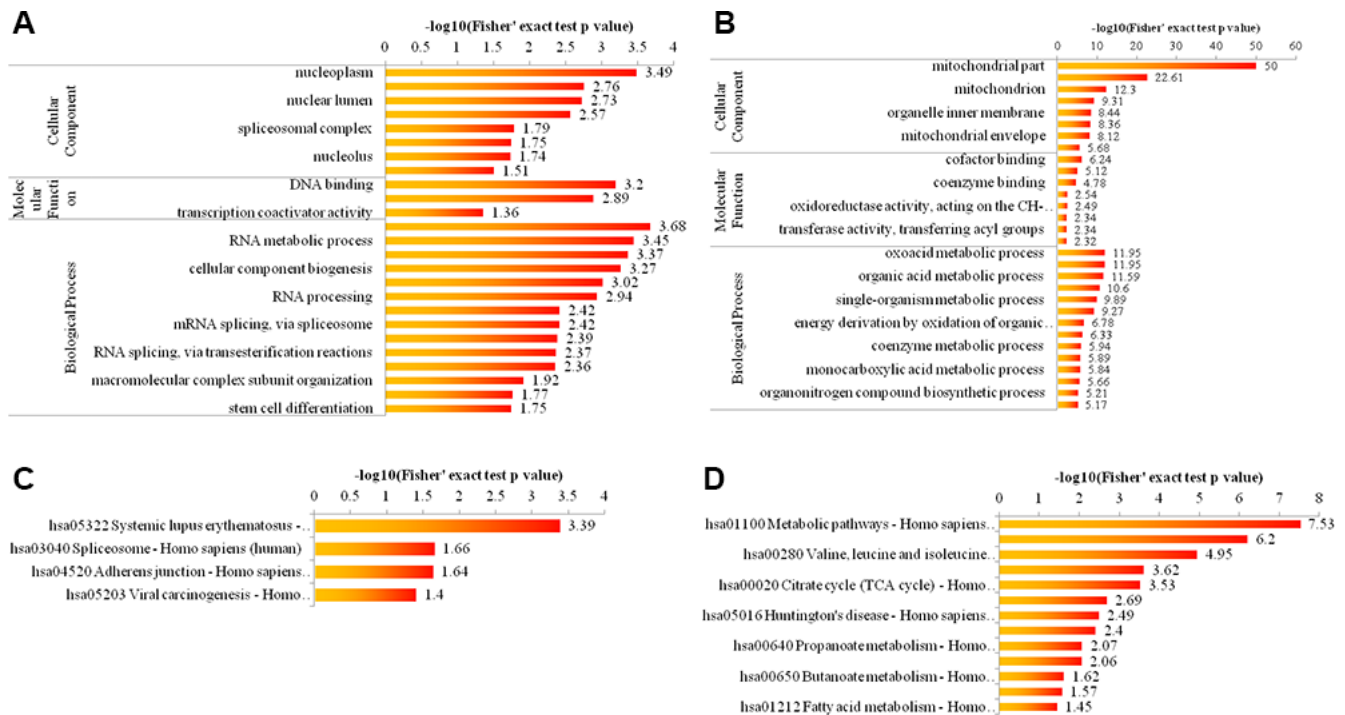 A
-log10(Fisher' exact test p value)
0 0.5 1 1.5 2 2.5 3 3.5 4
Cellular
Component
nucleoplasm 3.49
2.76
nuclear lumen 2.73
2.57
spliceosomal complex 1.79
1.75
nucleolus 1.74
1.51
Molec
ular
Functi
on
DNA binding 3.2
2.89
transcription coactivator activity 1.36
Biological Process
3.68
RNA metabolic process 3.45
3.37
cellular component biogenesis 3.27
3.02
RNA processing 2.94
2.42
mRNA splicing, via spliceosome 2.42
2.39
RNA splicing, via transesterification reactions 2.37
2.36
macromolecular complex subunit organization 1.92
1.77
stem cell differentiation 1.75
B
-log10(Fisher' exact test p value)
0 10 20 30 40 50 60
Cellular
Component
mitochondrial part 50
22.61
mitochondrion 12.3
9.31
organelle inner membrane 8.44
8.36
mitochondrial envelope 8.12
5.68
Molecular
Function
cofactor binding 6.24
5.12
coenzyme binding 4.78
2.54
oxidoreductase activity, acting on the CH-.. 2.49
2.34
transferase activity, transferring acyl groups 2.34
2.32
Biological Process
oxoacid metabolic process 11.95
11.95
organic acid metabolic process 11.59
10.6
single-organism metabolic process 9.89
9.27
energy derivation by oxidation of organic .. 6.78
6.33
coenzyme metabolic process 5.94
5.89
monocarboxylic acid metabolic process 5.84
5.66
organonitrogen compound biosynthetic process 5.21
5.17
C
-log10(Fisher' exact test p value)
0 0.5 1 1.5 2 2.5 3 3.5 4
hsa05322 Systemic lupus erythematosus - .. 3.39
hsa03040 Spliceosome - Homo sapiens (human) 1.66
hsa04520 Adherens junction - Homo sapiens .. 1.64
hsa05203 Viral carcinogenesis - Homo .. 1.4
D
-log10(Fisher' exact test p value)
0 1 2 3 4 5 6 7 8
hsa01100 Metabolic pathways - Homo sapiens .. 7.53
6.2
hsa00280 Valine, leucine and isoleucine .. 4.95
3.62
hsa00020 Citrate cycle (TCA cycle) - Homo .. 3.53
2.69
hsa05016 Huntington's disease - Homo sapiens .. 2.49
2.4
hsa00640 Propanoate metabolism - Homo .. 2.07
2.06
hsa00650 Butanoate metabolism - Homo .. 1.62
1.57
hsa01212 Fatty acid metabolism - Homo .. 1.45